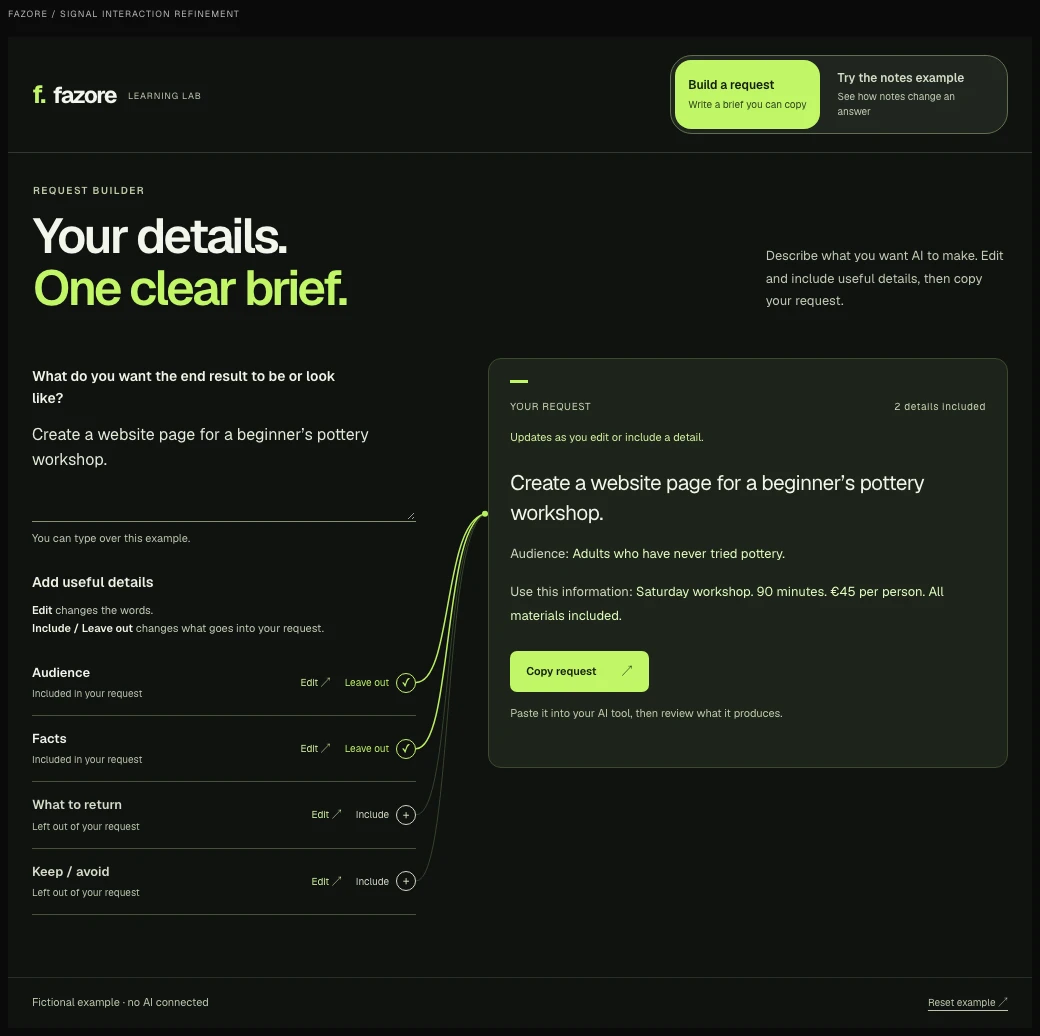 FAZORE / SIGNAL INTERACTION REFINEMENT
f. fazore LEARNING LAB
Build a request
Write a brief you can copy
Try the notes example
See how notes change an
answer
REQUEST BUILDER
Your details.
One clear brief.
Describe what you want AI to make. Edit
and include useful details, then copy
your request.
What do you want the end result to be or look
like?
Create a website page for a beginner’s pottery
workshop.
You can type over this example.
Add useful details
Edit changes the words.
Include / Leave out changes what goes into your request.
Audience
Included in your request
Edit ↗ Leave out ✓
Facts
Included in your request
Edit ↗ Leave out ✓
What to return
Left out of your request
Edit ↗ Include +
Keep / avoid
Left out of your request
Edit ↗ Include +
YOUR REQUEST
2 details included
Updates as you edit or include a detail.
Create a website page for a beginner’s pottery
workshop.
Audience: Adults who have never tried pottery.
Use this information: Saturday workshop. 90 minutes. €45 per person. All
materials included.
Copy request ↗
Paste it into your AI tool, then review what it produces.
Fictional example · no AI connected
Reset example ↗